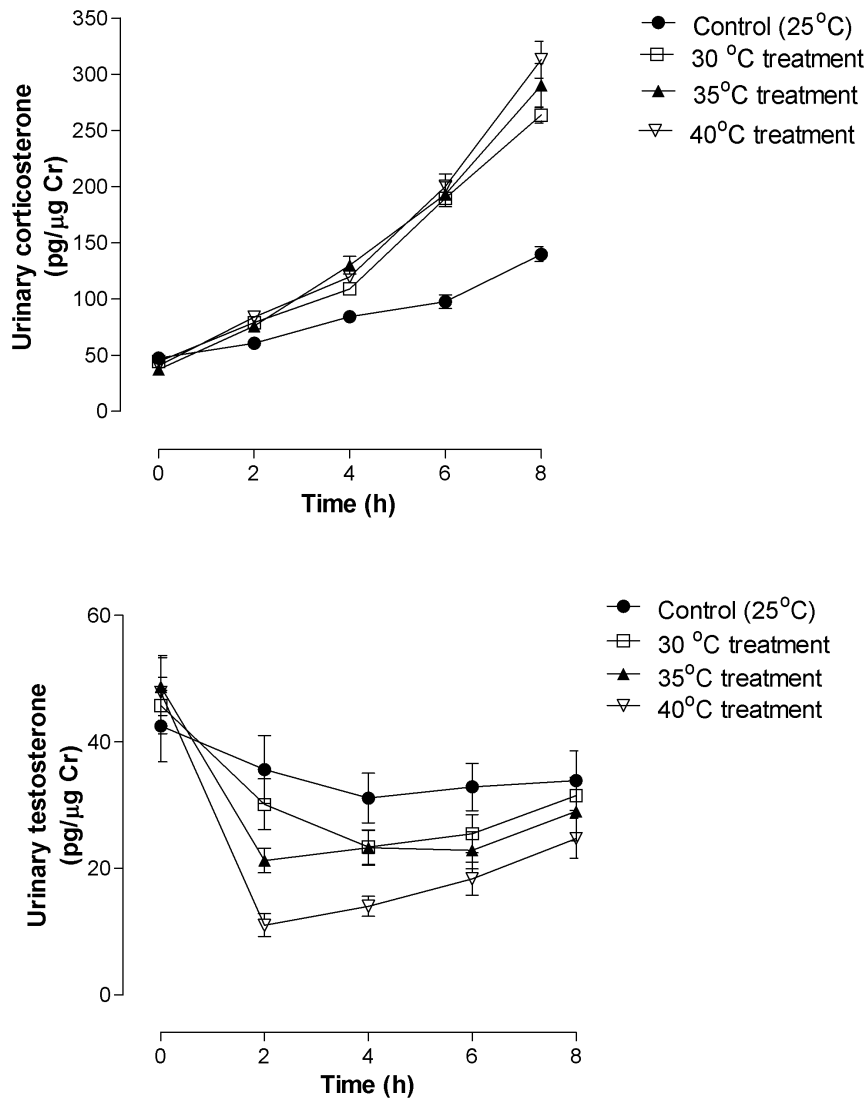 350
300
250
200
150
100
50
0
Urinary corticosterone
(pg/μg Cr)
0 2 4 6 8
Time (h)
Control (25°C)
30 °C treatment
35°C treatment
40°C treatment
60
40
20
0
Urinary testosterone
(pg/μg Cr)
0 2 4 6 8
Time (h)
Control (25°C)
30 °C treatment
35°C treatment
40°C treatment